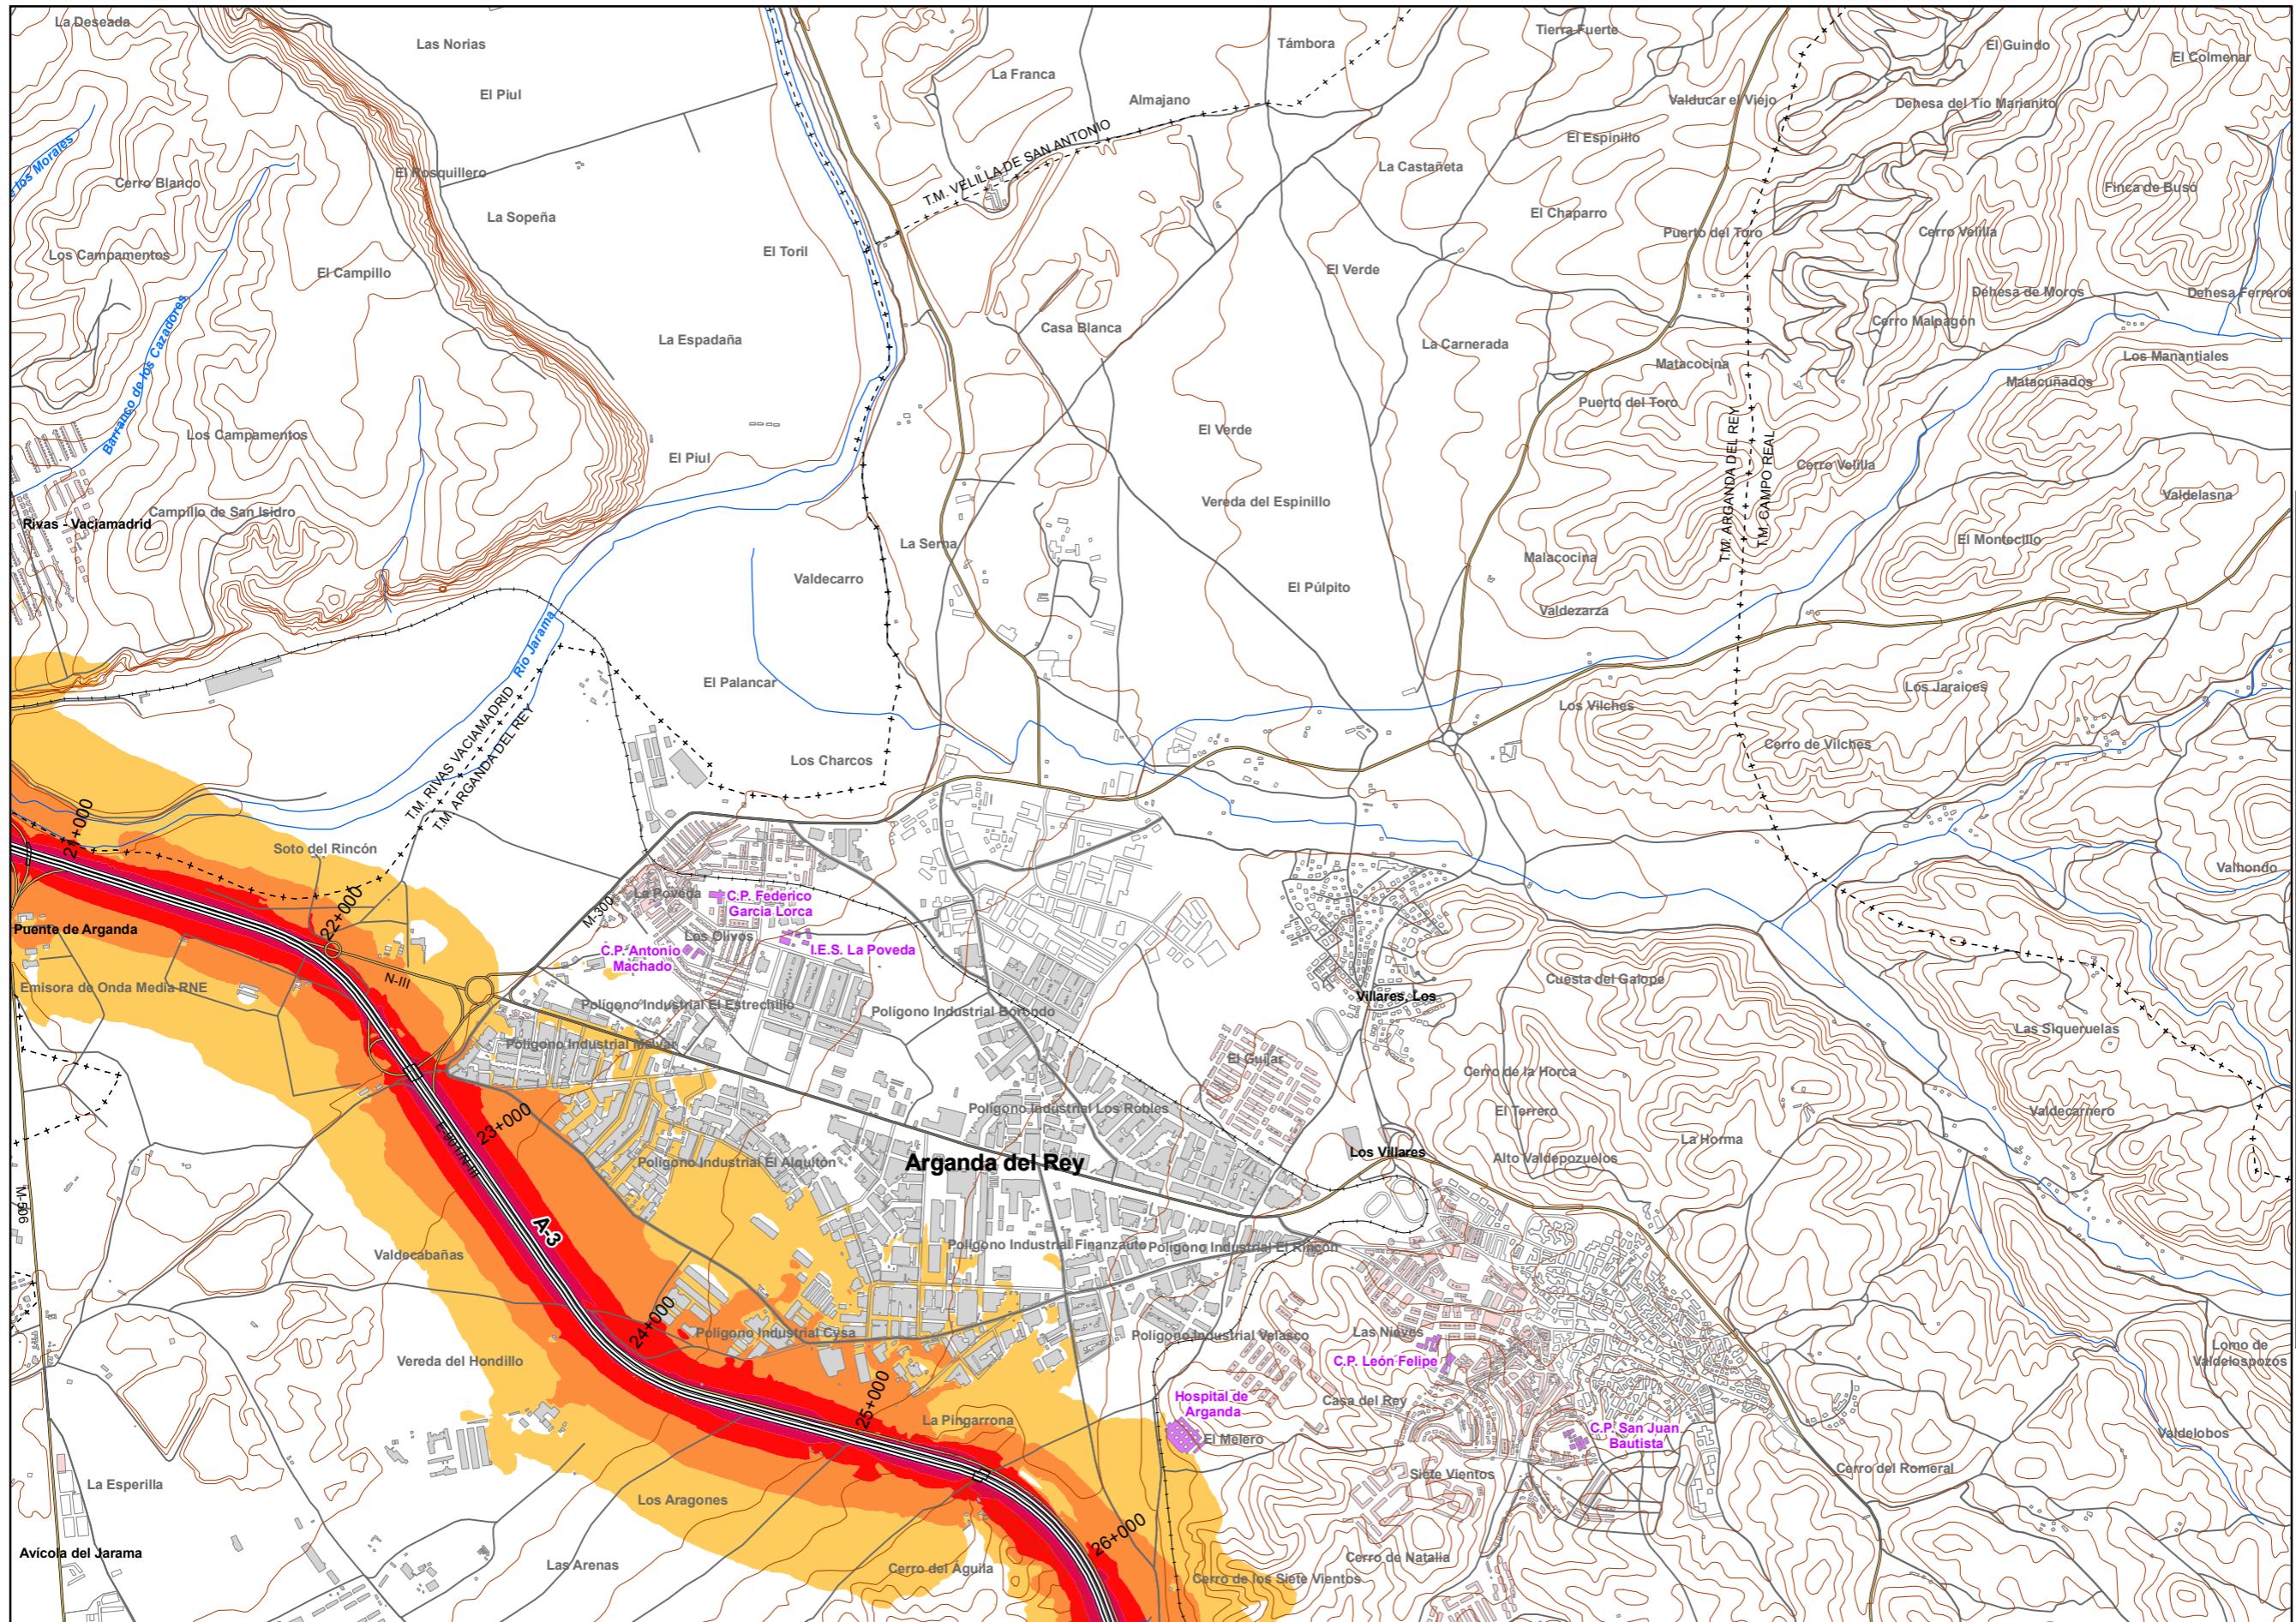 La Deseada
Las Norias
El Piul
La Franca
Támbora
Almajano
Tierra Fuerte
El Guindo
El Colmenar
Valducar el Viejo
Dehesa del Tío Marianito
El Espinillo
La Castañeta
T.M. VELILLA DE SAN ANTONIO
e los Morales
Cerro Blanco
El Rosquillero
La Sopeña
Finca de Busó
El Chaparro
Puerto del Toro
Cerro Velilla
Los Campamentos
El Campillo
El Toril
El Verde
Dehesa de Moros
Dehesa Ferreros
Barranco de los Cazadores
La Espadaña
Casa Blanca
La Carnerada
Cerro Malpagón
Matacocina
Los Manantiales
Matacuñados
Puerto del Toro
Los Campamentos
El Piul
El Verde
T.M. ARGANDA DEL REY
T.M. CAMPO REAL
Cerro Velilla
Valdelasna
Rivas - Vaciamadrid
Campillo de San Isidro
Vereda del Espinillo
La Serna
El Montecillo
Valdecarro
El Púlpito
Malacocina
Valdezarza
Río Jarama
El Palancar
Los Jaraices
Los Vilches
T.M. RIVAS VACIAMADRID
T.M. ARGANDA DEL REY
Los Charcos
Cerro de Vilches
21+000
Soto del Rincón
Valhondo
22+000
M-300
La Poveda
C.P. Federico
García Lorca
Puente de Arganda
Los Olivos
C.P. Antonio
Machado
I.E.S. La Poveda
N-III
Emisora de Onda Media RNE
Polígono Industrial El Estrechillo
Polígono Industrial Borondo
Villares, Los
Cuesta del Galope
Las Siqueruelas
Polígono Industrial Malvar
El Guijar
Cerro de la Horca
23+000
E-901/N-III
Polígono Industrial Los Robles
El Terrero
Valdecarnero
La Horma
Polígono Industrial El Alquitón
Arganda del Rey
Los Villares
Alto Valdepozuelos
M-506
A-3
Valdecabañas
Polígono Industrial Finanzauto
Polígono Industrial El Rincón
24+000
Polígono Industrial Cysa
Polígono Industrial Velasco
Las Nieves
Lomo de
Valdelospozos
Vereda del Hondillo
C.P. León Felipe
25+000
Hospital de
Arganda
Casa del Rey
La Pingarrona
El Melero
C.P. San Juan
Bautista
Valdelobos
La Esperilla
Siete Vientos
Cerro del Romeral
Los Aragones
26+000
Avícola del Jarama
Las Arenas
Cerro del Águila
Cerro de Natalia
Cerro de los Siete Vientos